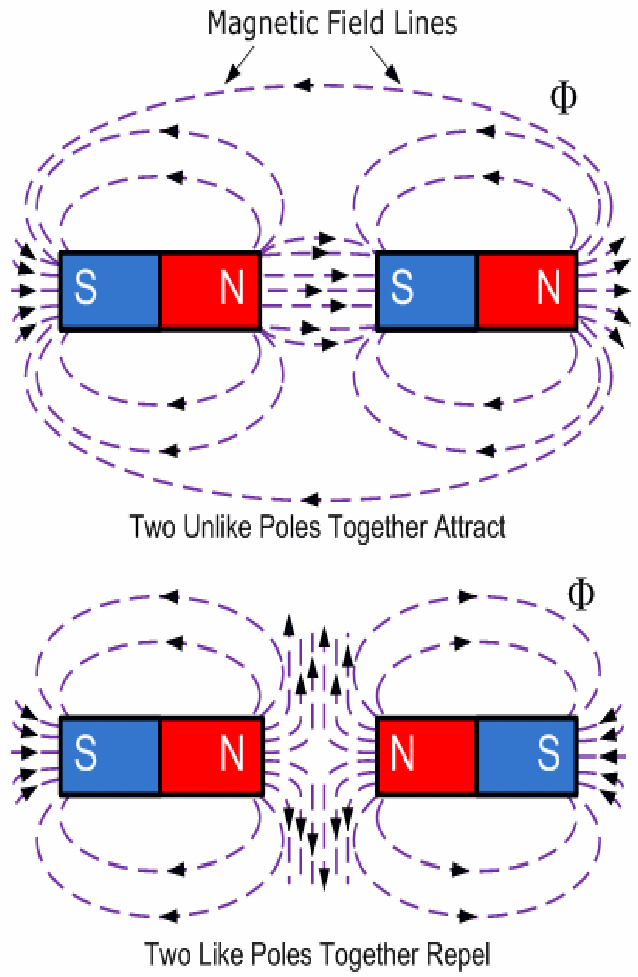 Magnetic Field Lines
Φ
S N S N
Two Unlike Poles Together Attract
Φ
S N N S
Two Like Poles Together Repel